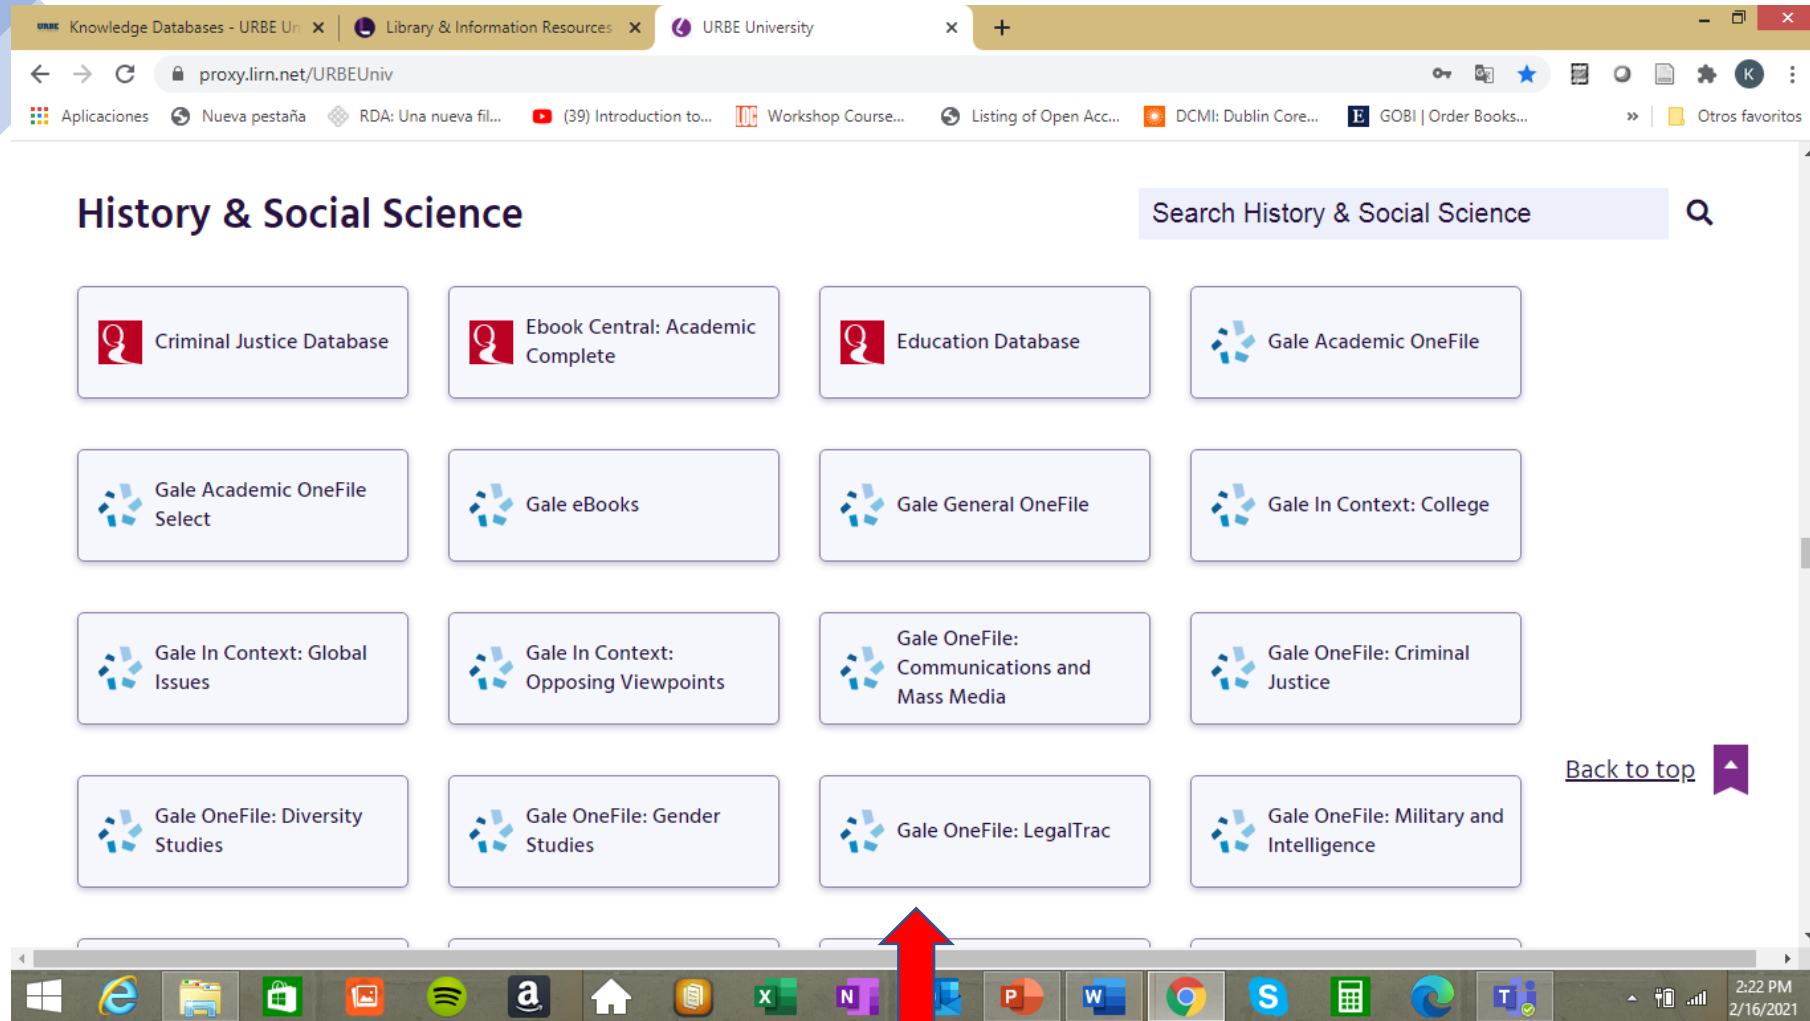 URBE Knowledge Databases - URBE Un
Library & Information Resources
URBE University
proxy.lirn.net/URBEUniv
K
Aplicaciones
Nueva pestaña
RDA: Una nueva fil...
(39) Introduction to...
Workshop Course...
Listing of Open Acc...
DCMI: Dublin Core...
E GOBI | Order Books...
»
Otros favoritos
History & Social Science
Search History & Social Science
Criminal Justice Database
Ebook Central: Academic
Complete
Education Database
Gale Academic OneFile
Gale Academic OneFile
Select
Gale eBooks
Gale General OneFile
Gale In Context: College
Gale In Context: Global
Issues
Gale In Context:
Opposing Viewpoints
Gale OneFile:
Communications and
Mass Media
Gale OneFile: Criminal
Justice
Back to top
Gale OneFile: Diversity
Studies
Gale OneFile: Gender
Studies
Gale OneFile: LegalTrac
Gale OneFile: Military and
Intelligence
2:22 PM
2/16/2021